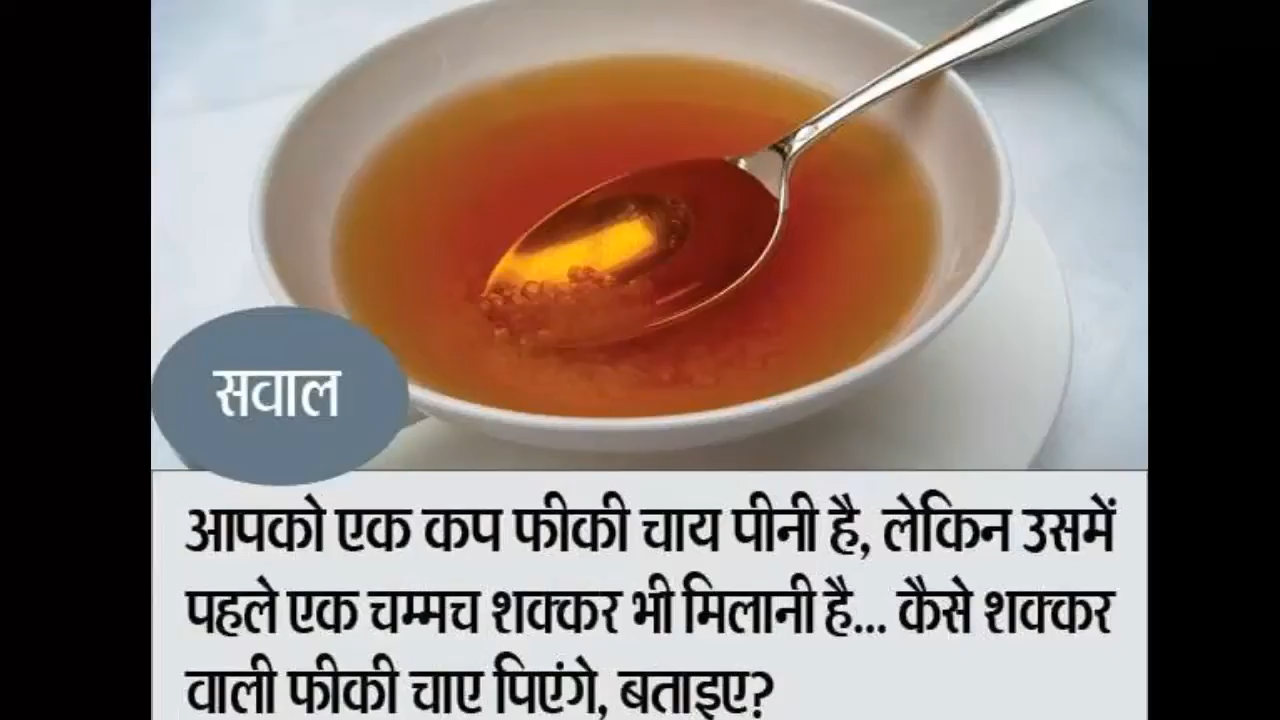 सवाल
आपको एक कप फीकी चाय पीनी है, लेकिन उसमें
पहले एक चम्मच शक्कर भी मिलानी है... कैसे शक्कर
वाली फीकी चाए पिएंगे, बताइए?